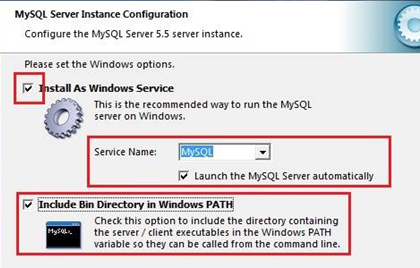 MySQL Server Instance Configuration
Configure the MySQL Server 5.5 server instance.
Please set the Windows options.
Install As Windows Service
This is the recommended way to run the MySQL
server on Windows.
Service Name:
MySQL
Launch the MySQL Server automatically
Include Bin Directory in Windows PATH
MySQL>_
Check this option to include the directory containing
the server / client executables in the Windows PATH
variable so they can be called from the command line.